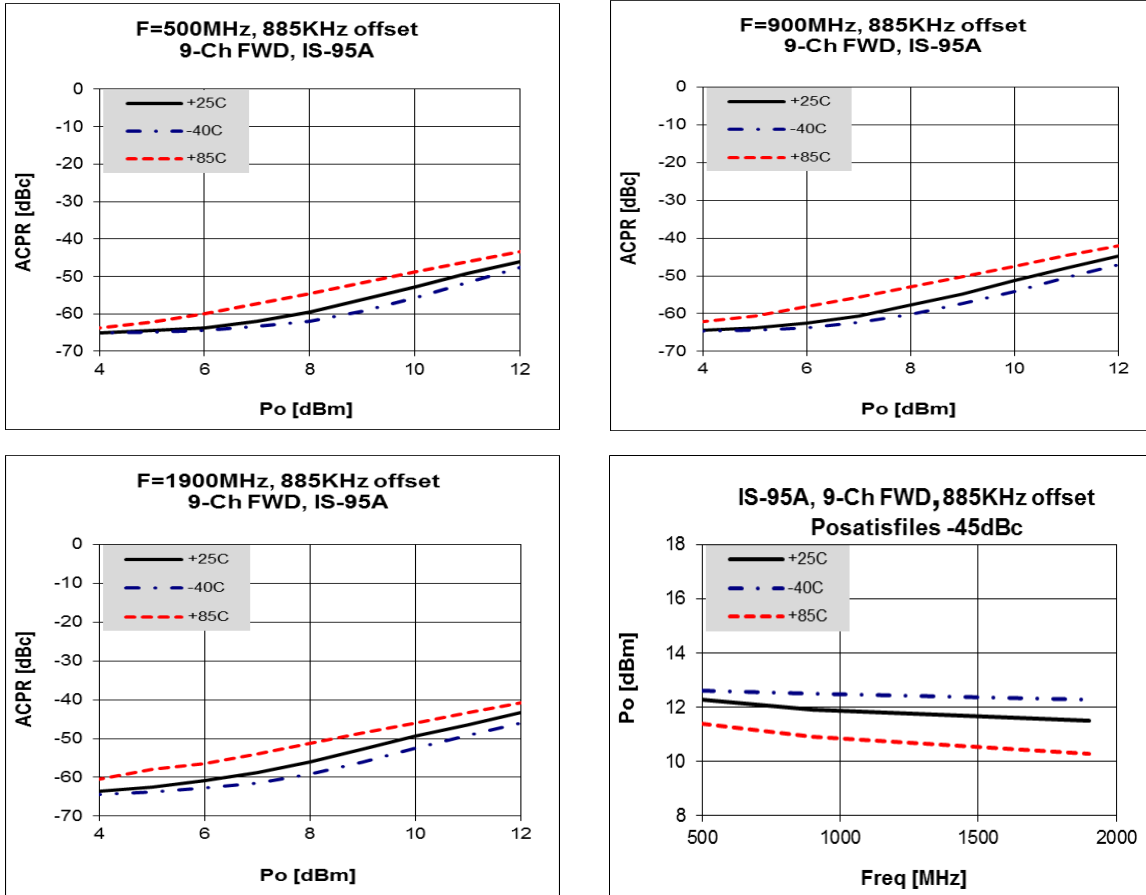 F=500MHz, 885KHz offset
9-Ch FWD, IS-95A
ACPR [dBc]
0
-10
-20
-30
-40
-50
-60
-70
+25C
-40C
+85C
4
6
8
10
12
Po [dBm]
F=900MHz, 885KHz offset
9-Ch FWD, IS-95A
ACPR [dBc]
0
-10
-20
-30
-40
-50
-60
-70
+25C
-40C
+85C
4
6
8
10
12
Po [dBm]
F=1900MHz, 885KHz offset
9-Ch FWD, IS-95A
ACPR [dBc]
0
-10
-20
-30
-40
-50
-60
-70
+25C
-40C
+85C
4
6
8
10
12
Po [dBm]
IS-95A, 9-Ch FWD,885KHz offset
Posatisfiles -45dBc
Po [dBm]
18
16
14
12
10
8
+25C
-40C
+85C
500
1000
1500
2000
Freq [MHz]